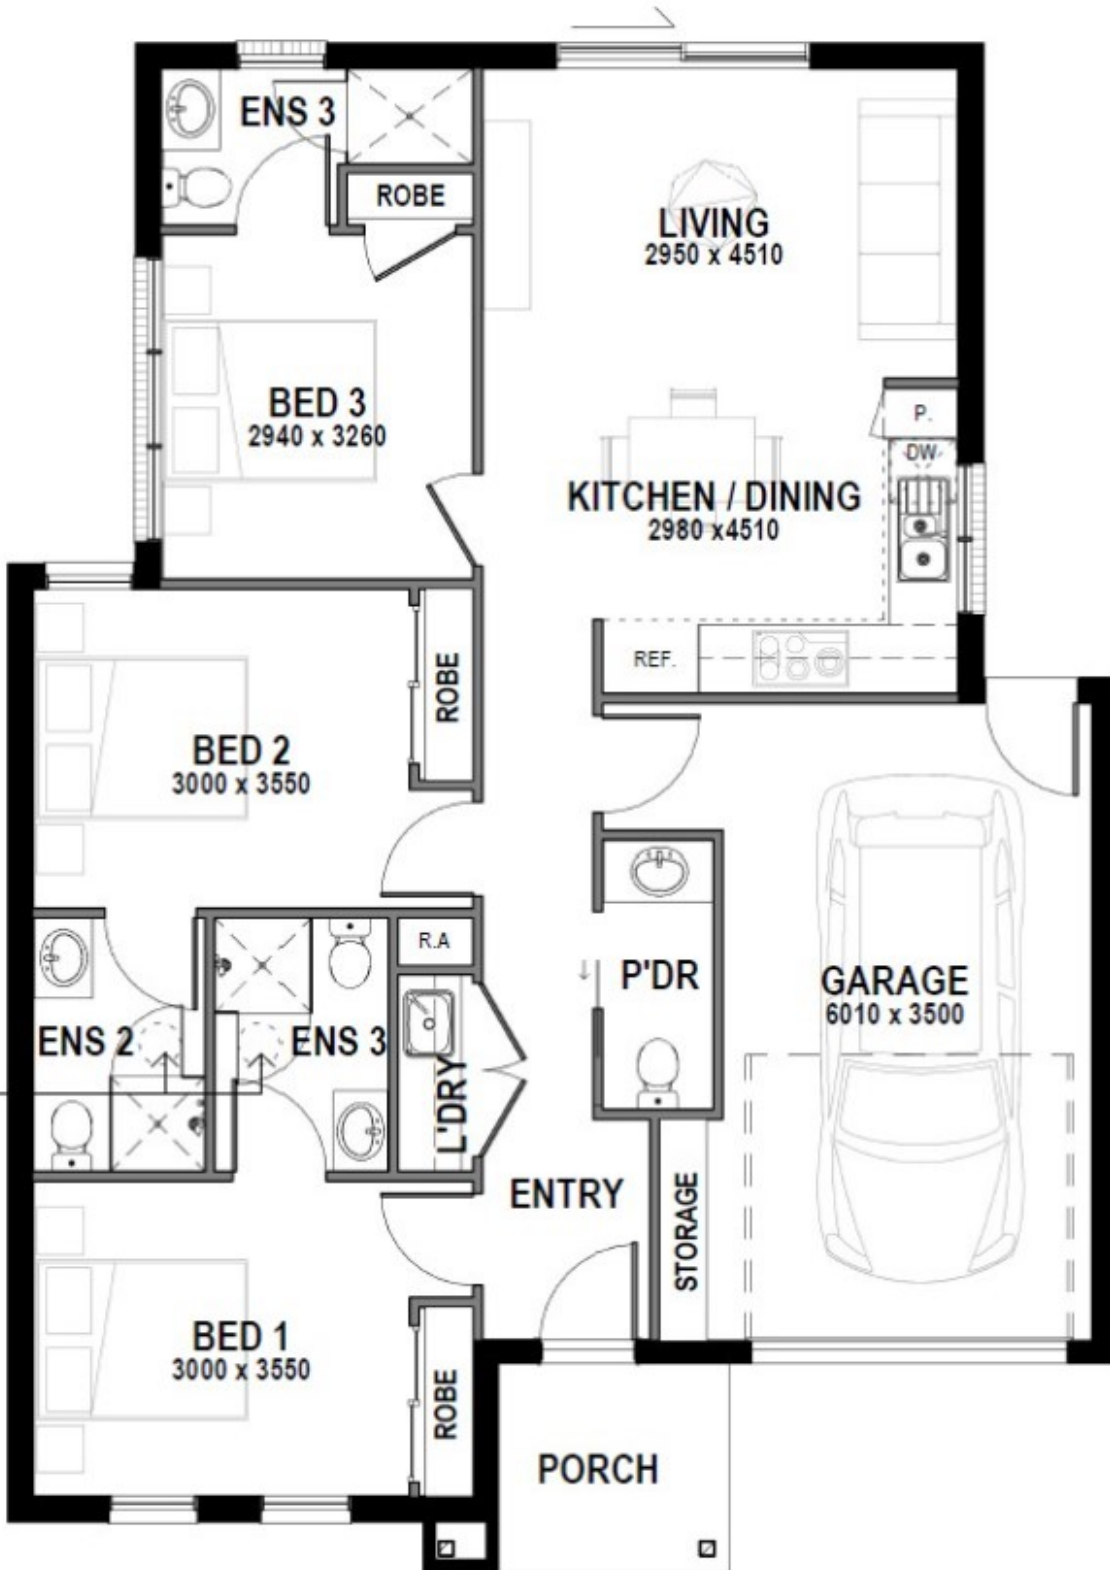 ENS 3
ROBE
LIVING
2950 x 4510
BED 3
2940 x 3260
P.
DW
KITCHEN / DINING
2980 x4510
REF.
ROBE
BED 2
3000 x 3550
R.A
P'DR
GARAGE
6010 x 3500
ENS 2
ENS 3
L'DRY
ENTRY
STORAGE
BED 1
3000 x 3550
ROBE
PORCH